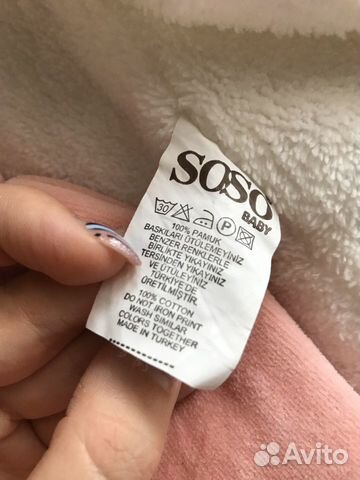 SOSO
BABY
30 P
100% PAMUK
BASKILARI ÜTÜLEMEYİNİZ
BENZER RENKLERLE
BİRLİKTE YIKAYINIZ
TERSİNDEN YIKAYINIZ
VE ÜTÜLEYİNİZ
TÜRKİYE'DE
ÜRETİLMİŞTİR.
100% COTTON
DO NOT IRON PRINT
WASH SIMILAR
COLORS TOGETHER
MADE IN TURKEY
Avito